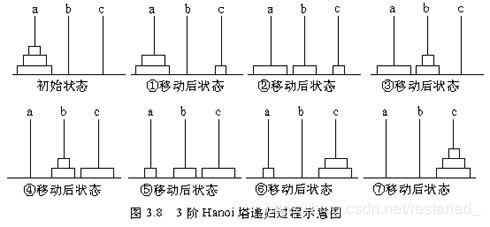 a b c
a b c
a b c
a b c
初始状态
①移动后状态
②移动后状态
③移动后状态
a b c
a b c
a b c
a b c
④移动后状态
⑤移动后状态
⑥移动后状态
⑦移动后状态
图 3.8 3 阶 Hanoi 塔递归过程示意图
csdn.net/restarted_